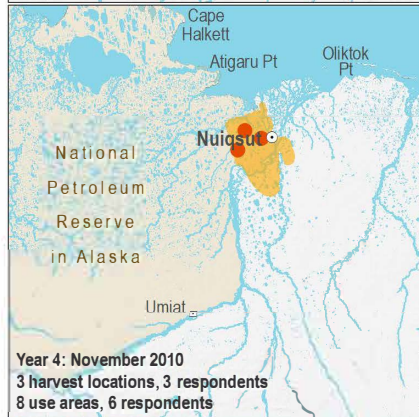 Cape
Halkett
Atigaru Pt
Oliktok
Pt
Nuiqsut
National
Petroleum
Reserve
in Alaska
Umiat
Year 4: November 2010
3 harvest locations, 3 respondents
8 use areas, 6 respondents